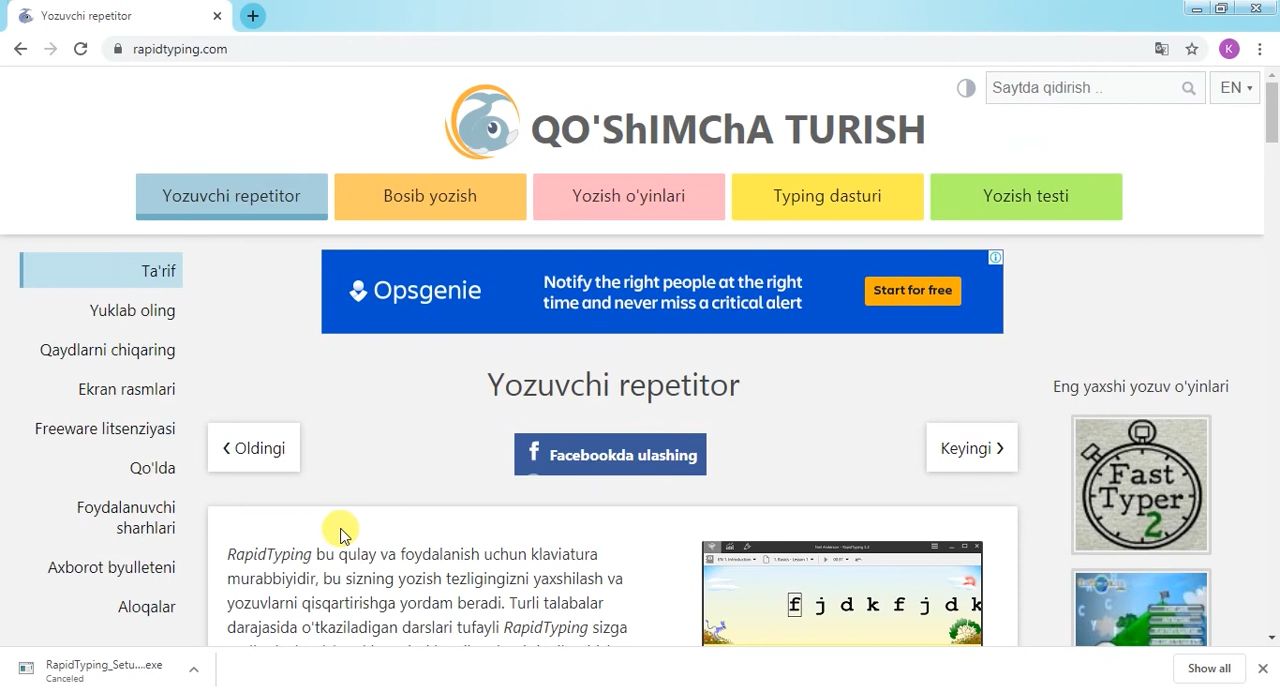 Yozuvchi repetitor
rapidtyping.com
K
Saytda qidirish ..
EN
QO'ShIMChA TURISH
Yozuvchi repetitor
Bosib yozish
Yozish o'yinlari
Typing dasturi
Yozish testi
Ta'rif
Yuklab oling
Qaydlarni chiqaring
Ekran rasmlari
Freeware litsenziyasi
Qo'lda
Foydalanuvchi
sharhlari
Axborot byulleteni
Aloqalar
Opsgenie
Notify the right people at the right
time and never miss a critical alert
Start for free
Yozuvchi repetitor
Oldingi
Facebookda ulashing
Keyingi
Eng yaxshi yozuv o'yinlari
Fast
Typer
2
RapidTyping bu qulay va foydalanish uchun klaviatura
murabbiyidir, bu sizning yozish tezligingizni yaxshilash va
yozuvlarni qisqartirishga yordam beradi. Turli talabalar
darajasida o'tkaziladigan darslari tufayli RapidTyping sizga
f j d k f j d k
RapidTyping_Setu....exe
Canceled
Show all